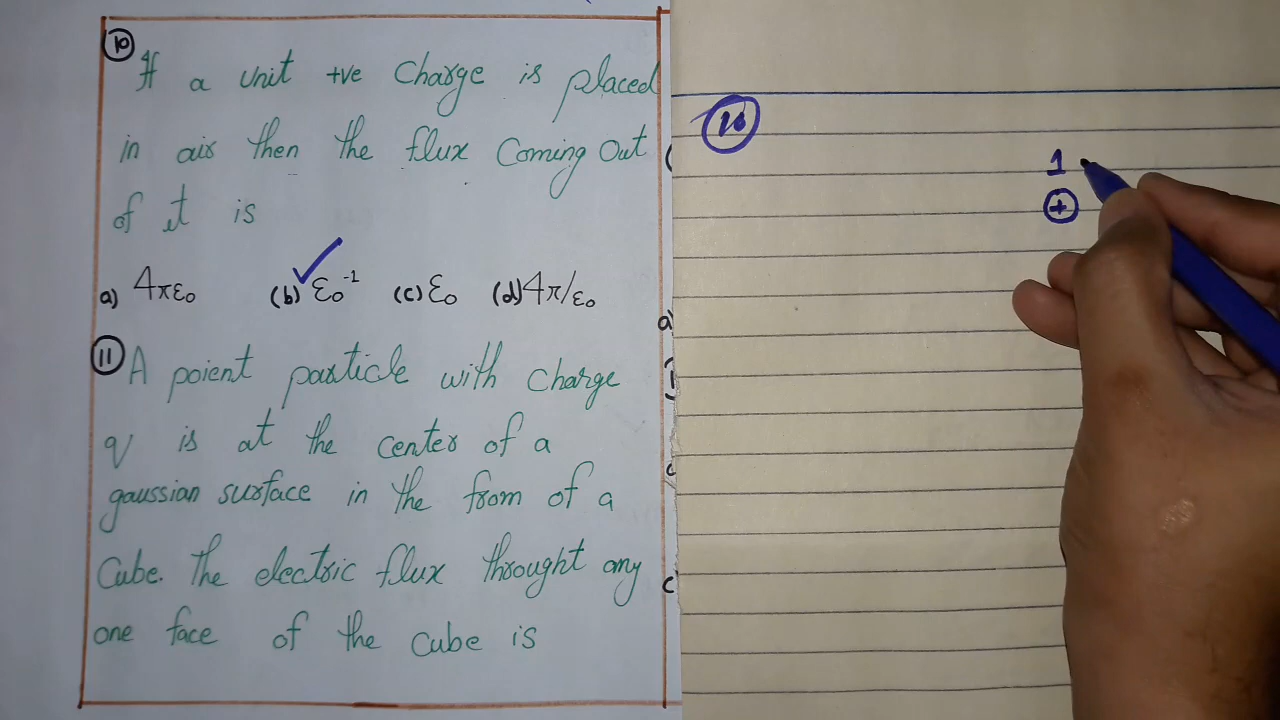 10
If a unit +ve charge is placed
in air then the flux coming out
of it is
a) 4πε₀ (b) ε₀⁻¹ (c) ε₀ (d) 4π/ε₀
11 A poient particle with charge
q is at the center of a
gaussian surface in the from of a
Cube. The electric flux throught any
one face of the cube is
10
1
+